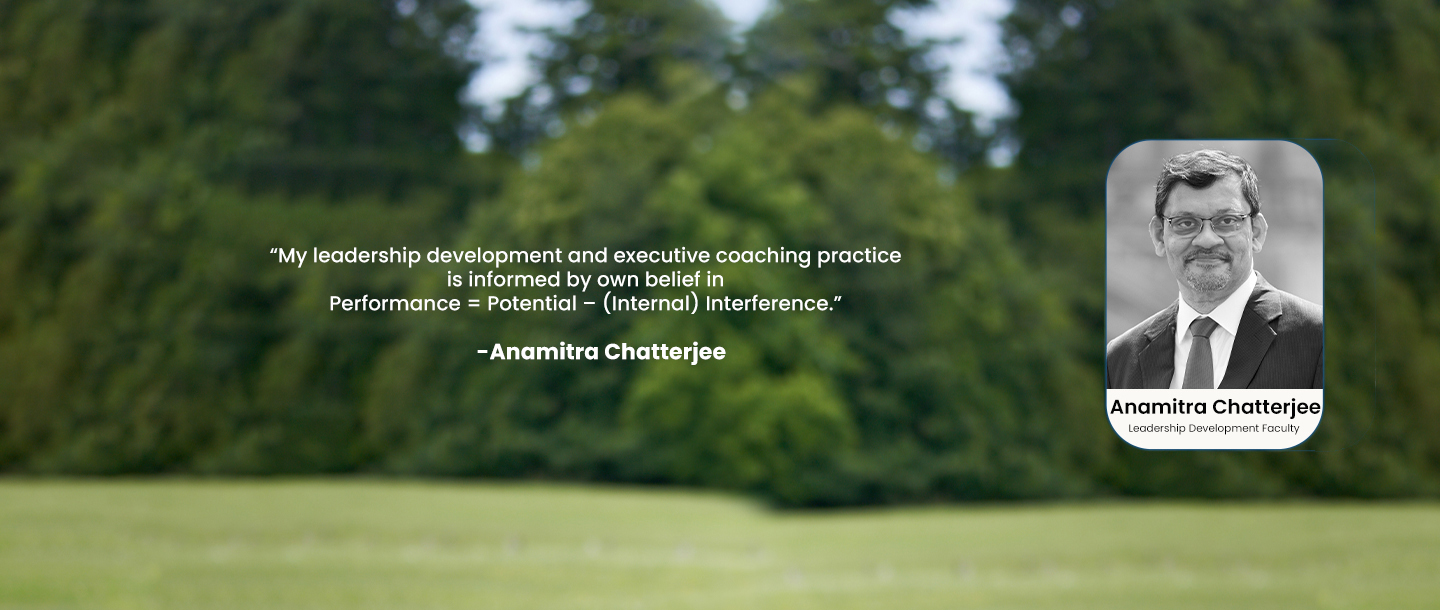 “My leadership development and executive coaching practice
is informed by own belief in
Performance = Potential – (Internal) Interference.”
-Anamitra Chatterjee
Anamitra Chatterjee
Leadership Development Faculty